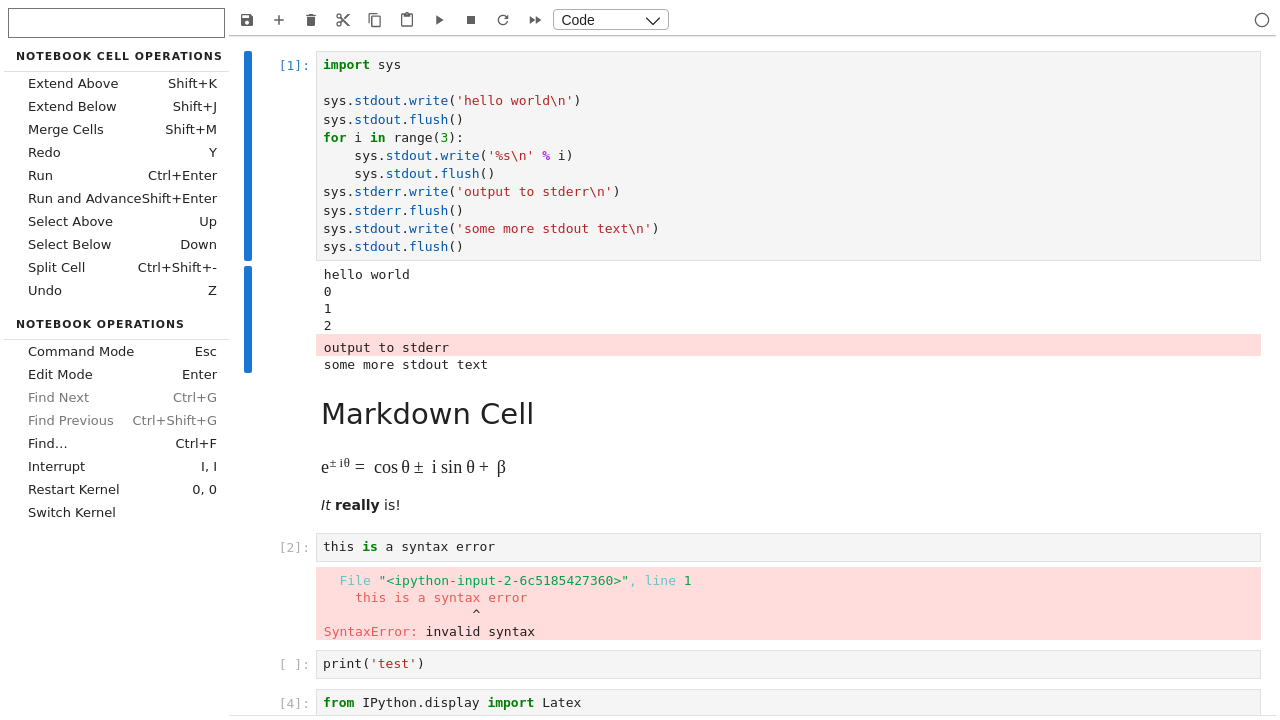 Code
NOTEBOOK CELL OPERATIONS
Extend Above Shift+K
Extend Below Shift+J
Merge Cells Shift+M
Redo Y
Run Ctrl+Enter
Run and Advance Shift+Enter
Select Above Up
Select Below Down
Split Cell Ctrl+Shift+-
Undo Z
NOTEBOOK OPERATIONS
Command Mode Esc
Edit Mode Enter
Find Next Ctrl+G
Find Previous Ctrl+Shift+G
Find… Ctrl+F
Interrupt I, I
Restart Kernel 0, 0
Switch Kernel
[1]: import sys
sys.stdout.write('hello world\n')
sys.stdout.flush()
for i in range(3):
    sys.stdout.write('%s\n' % i)
    sys.stdout.flush()
sys.stderr.write('output to stderr\n')
sys.stderr.flush()
sys.stdout.write('some more stdout text\n')
sys.stdout.flush()
hello world
0
1
2
output to stderr
some more stdout text
Markdown Cell
e^± iθ = cos θ ± i sin θ + β
It really is!
[2]: this is a syntax error
File "<ipython-input-2-6c5185427360>", line 1
this is a syntax error
^
SyntaxError: invalid syntax
[ ]: print('test')
[4]: from IPython.display import Latex